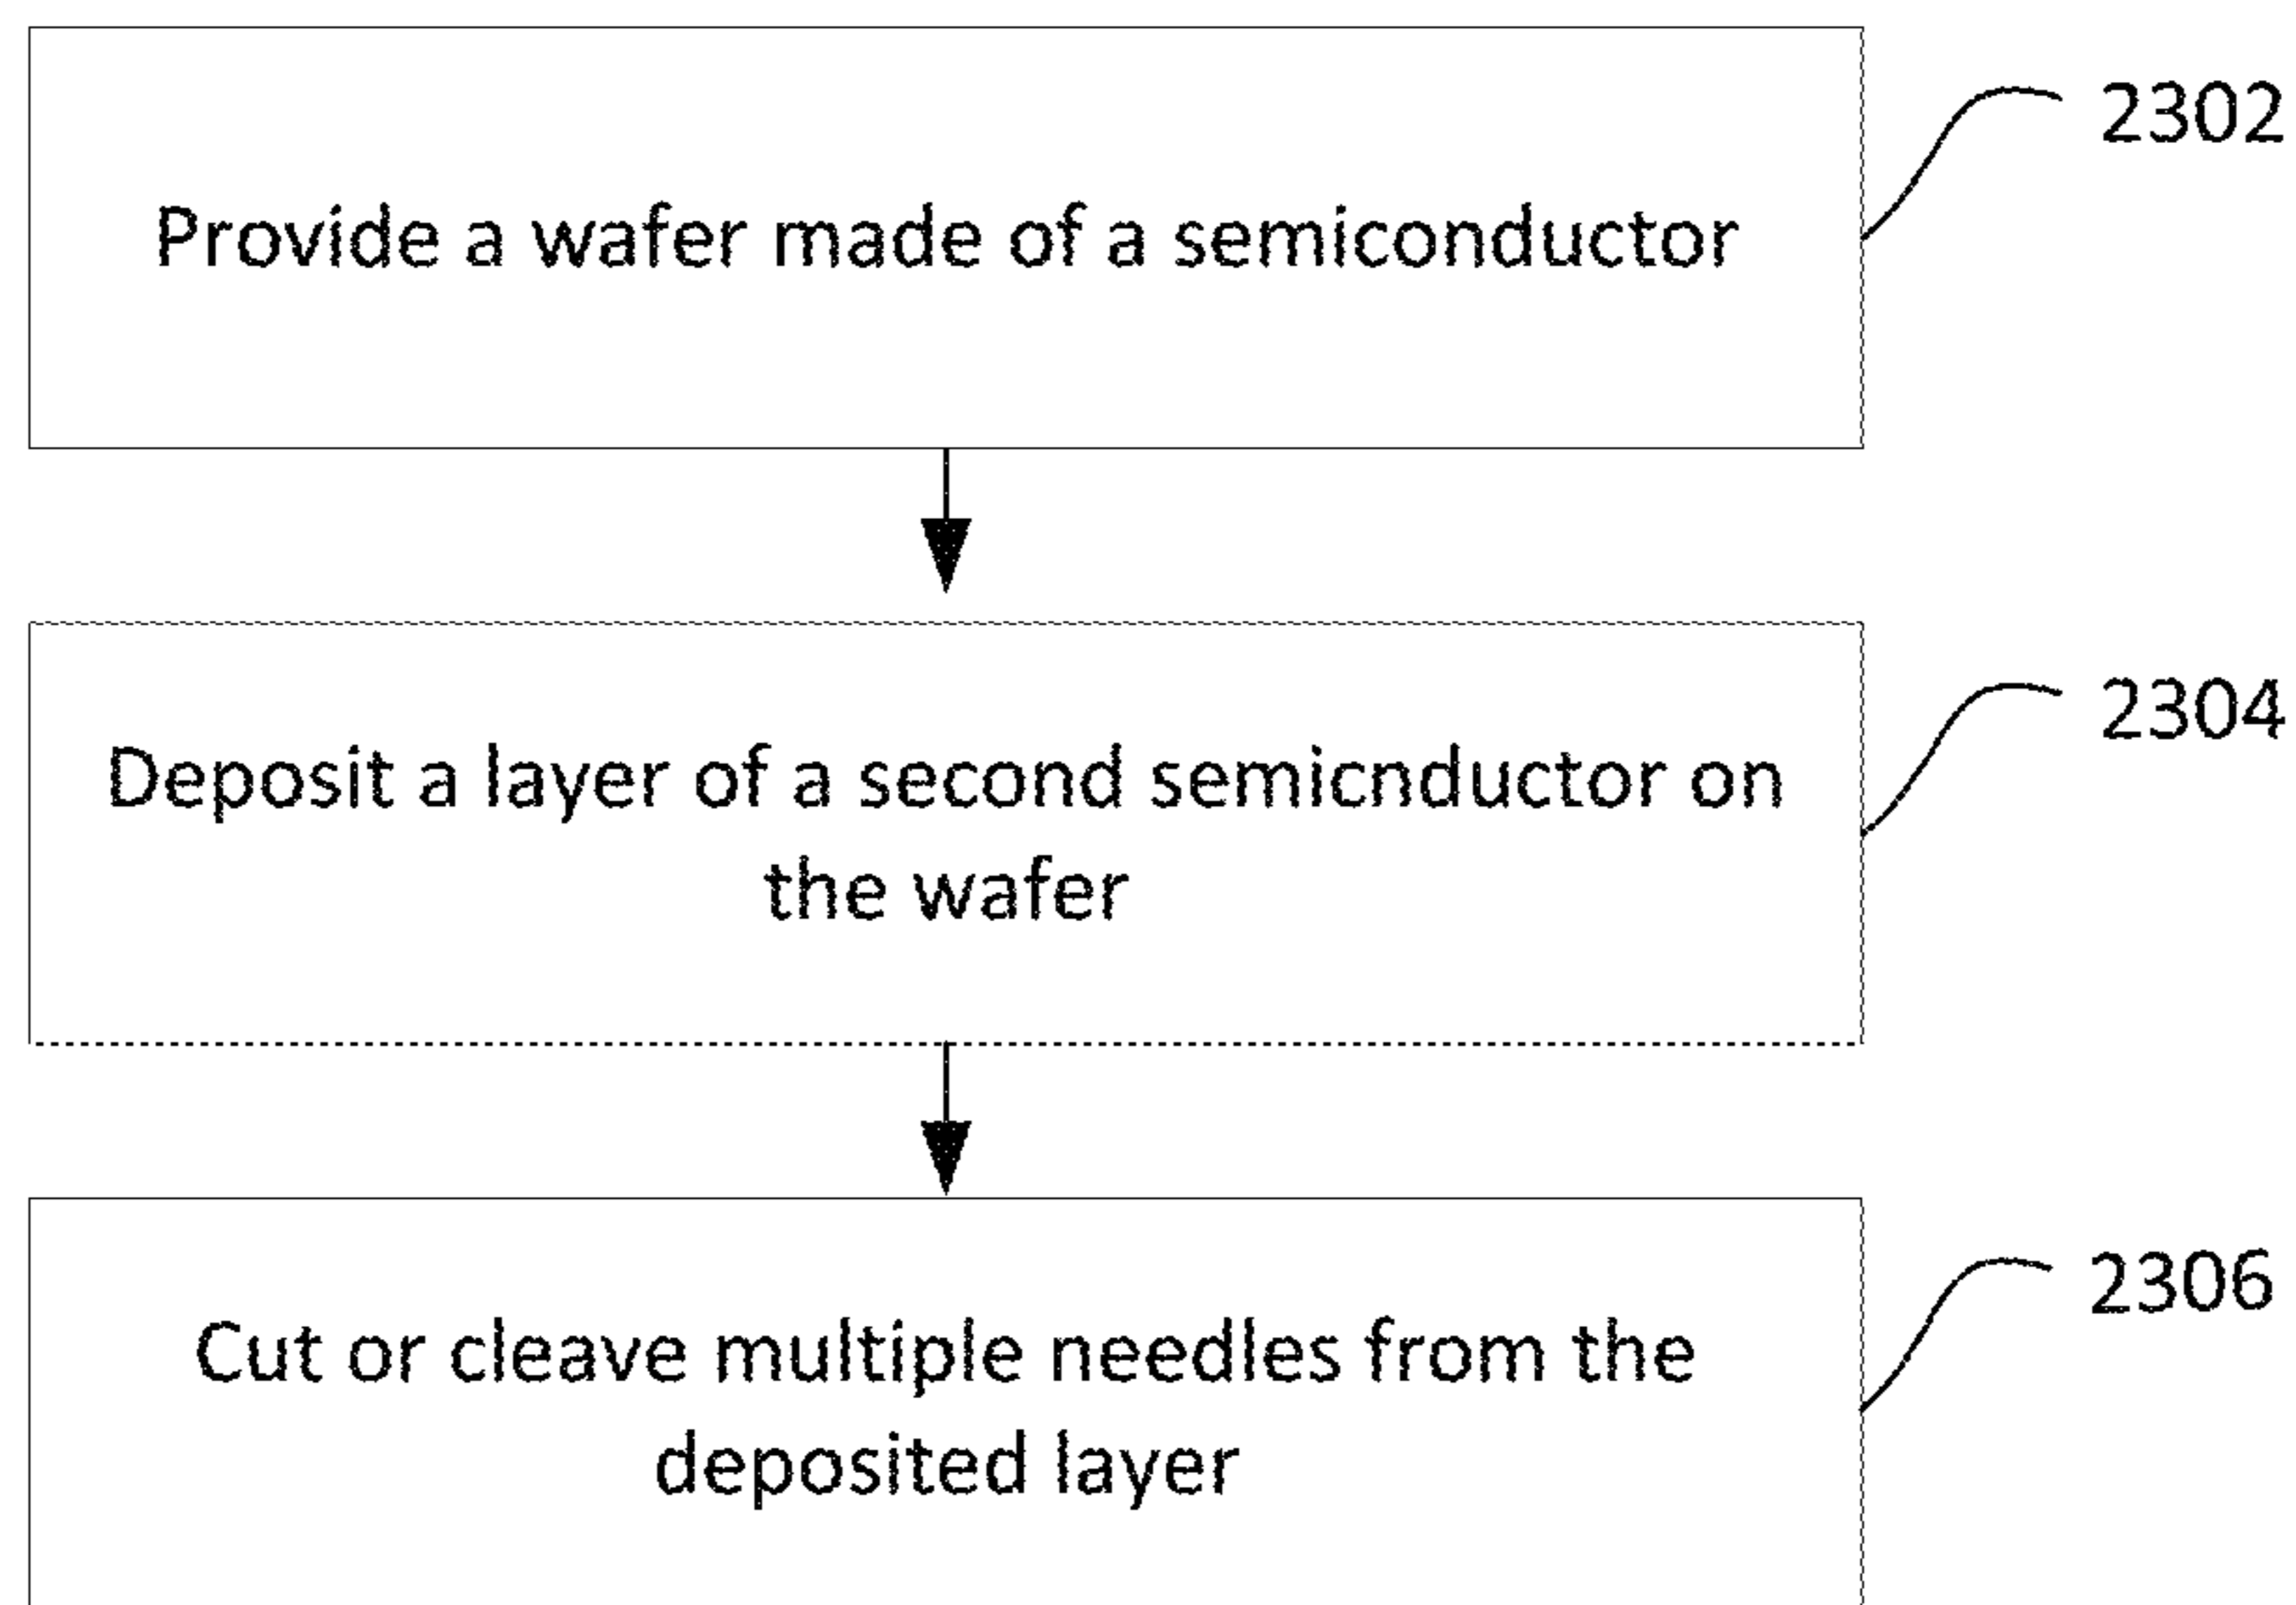 Provide a wafer made of a semiconductor
2302
Deposit a layer of a second semicnductor on
the wafer
2304
Cut or cleave multiple needles from the
deposited layer
2306